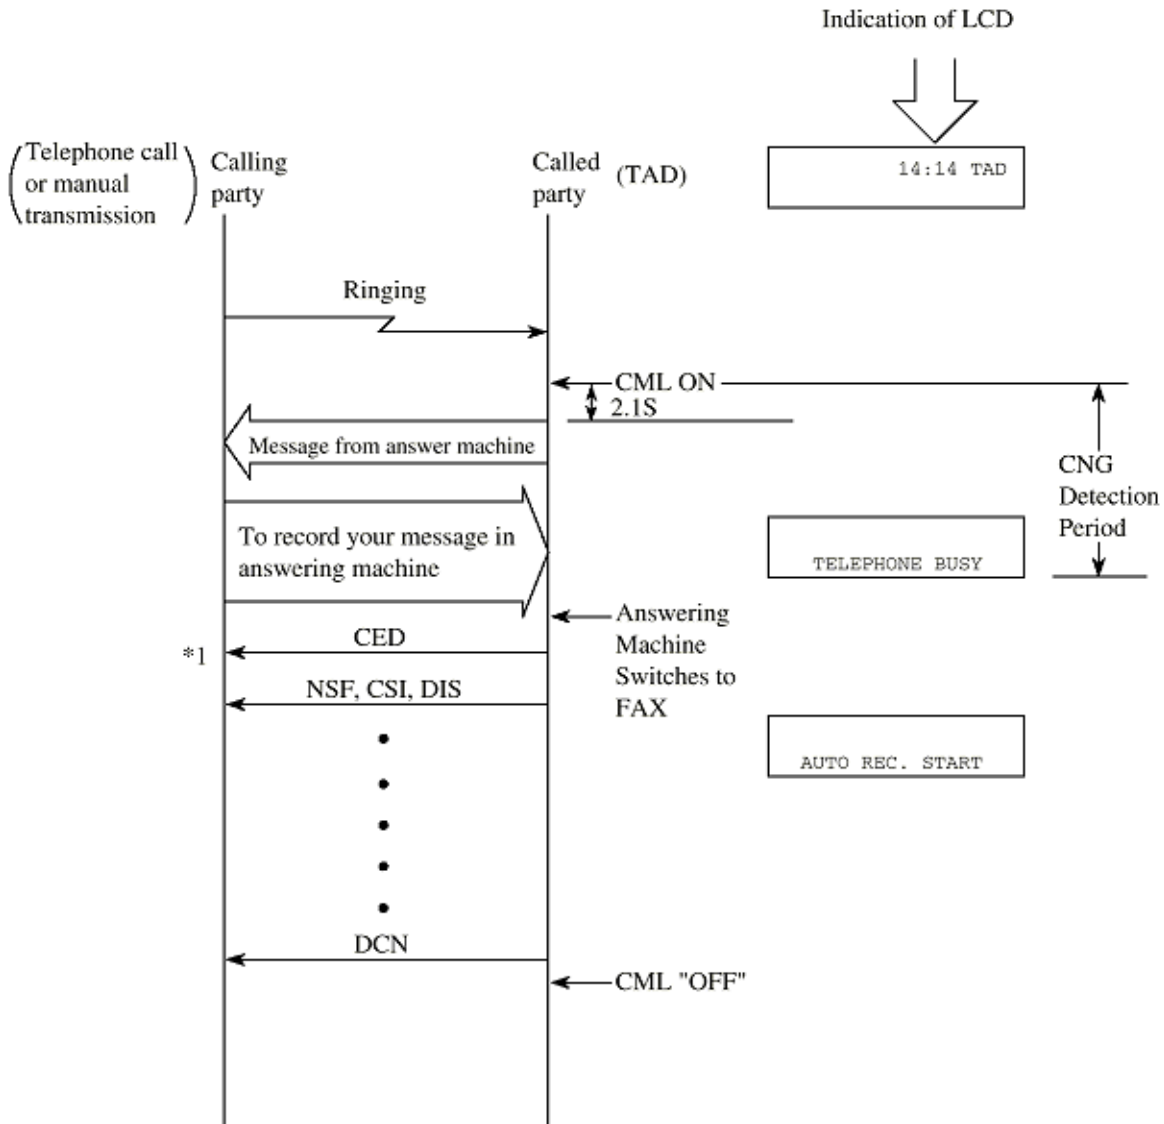 Indication of LCD
Telephone call
or manual
transmission
Calling
party
Called
party
(TAD)
14:14 TAD
Ringing
CML ON
2.1S
Message from answer machine
CNG
Detection
Period
To record your message in
answering machine
TELEPHONE BUSY
Answering
Machine
Switches to
FAX
*1
CED
NSF, CSI, DIS
AUTO REC. START
DCN
CML "OFF"